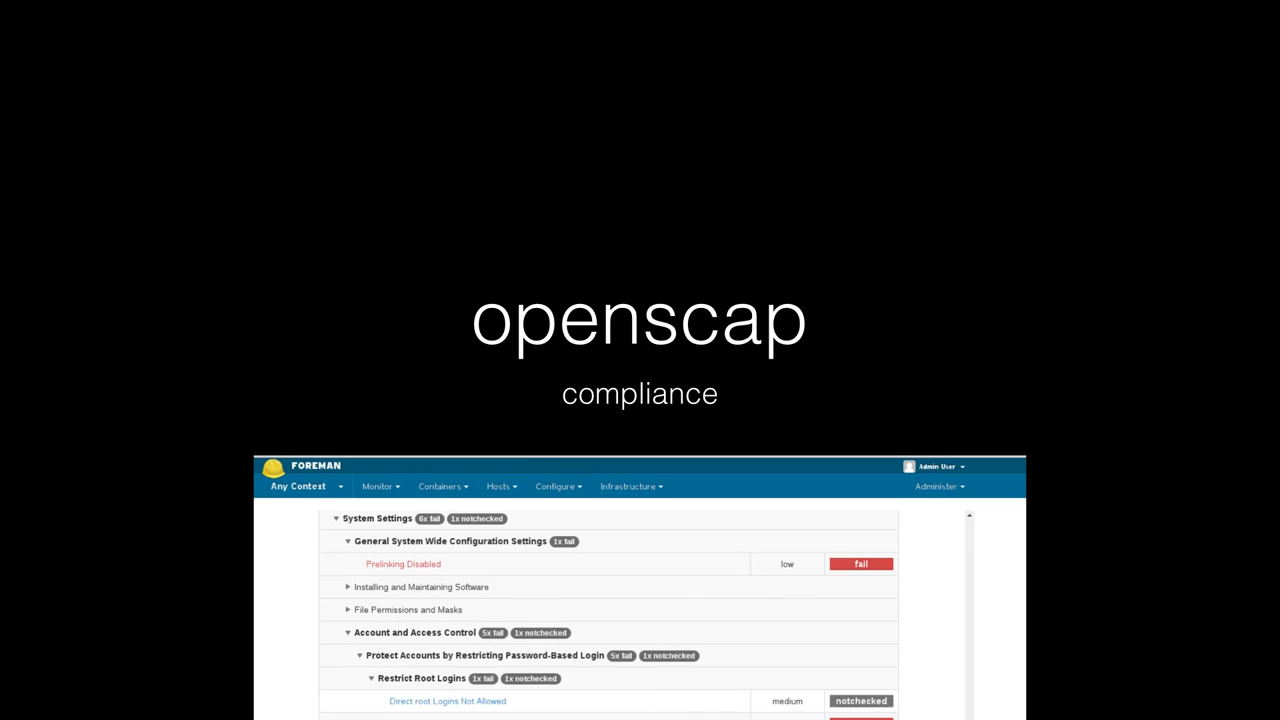 openscap
compliance
FOREMAN Admin User
Any Context Monitor Containers Hosts Configure Infrastructure Administer
System Settings 6x fail 1x notchecked
General System Wide Configuration Settings 1x fail
Prelinking Disabled low fail
Installing and Maintaining Software
File Permissions and Masks
Account and Access Control 5x fail 1x notchecked
Protect Accounts by Restricting Password-Based Login 5x fail 1x notchecked
Restrict Root Logins 1x fail 1x notchecked
Direct root Logins Not Allowed medium notchecked